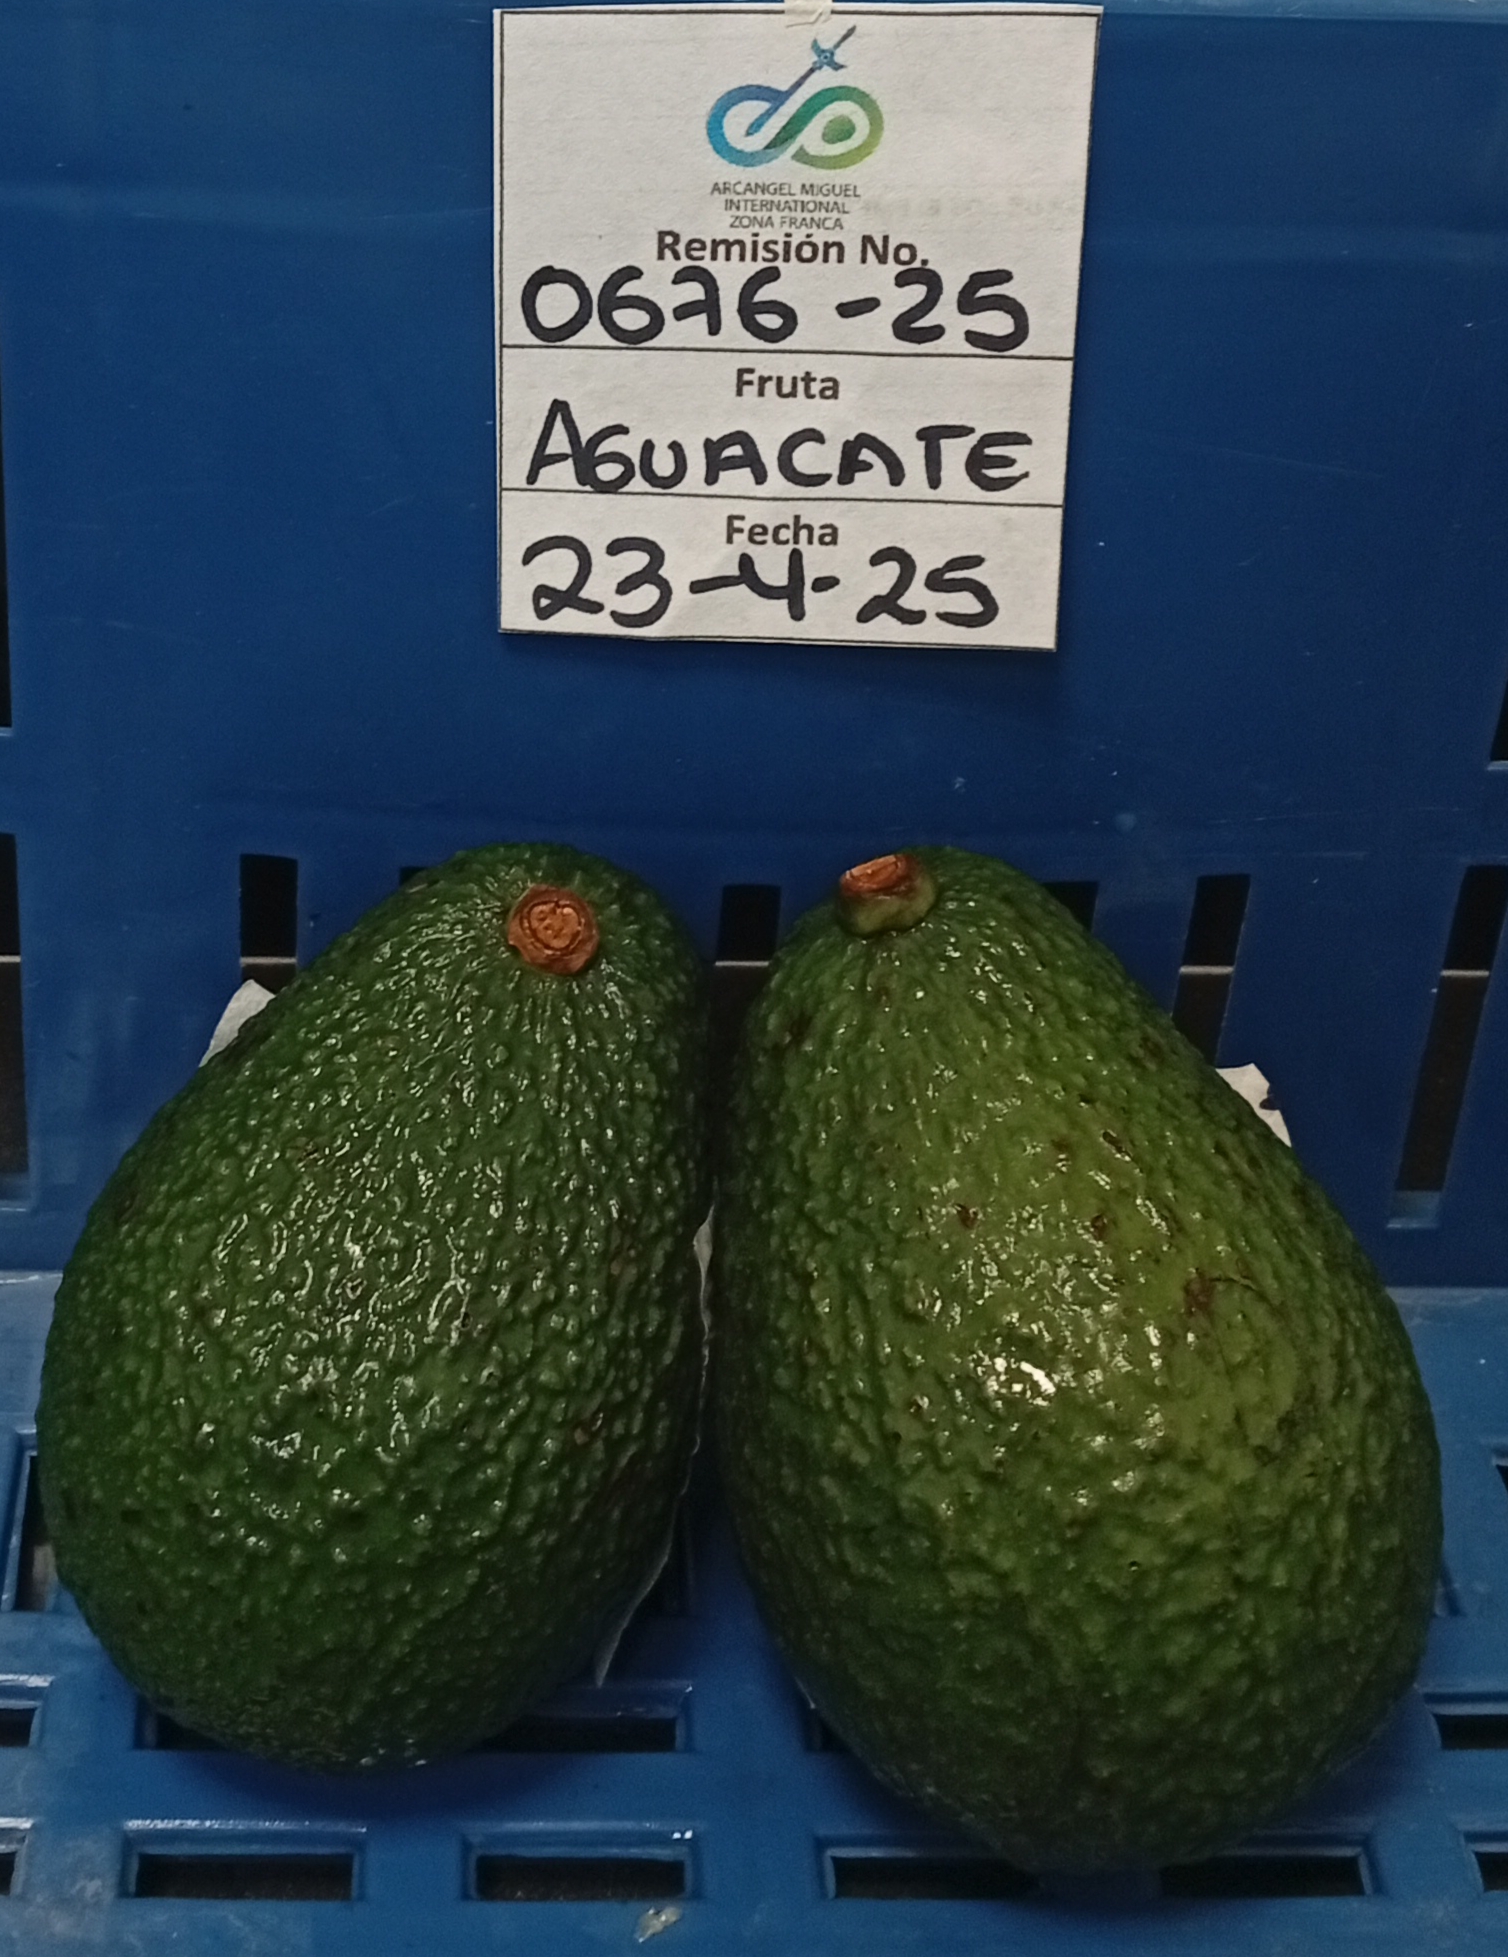 ARCANGEL MIGUEL
INTERNATIONAL
ZONA FRANCA
Remisión No.
0676-25
Fruta
AGUACATE
Fecha
23-4-25